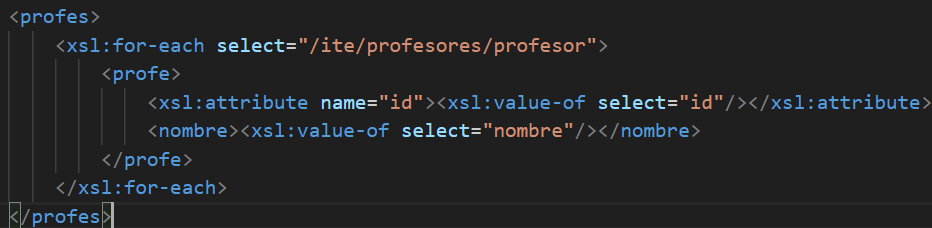 <profes>
<xsl:for-each select="/ite/profesores/profesor">
<profe>
<xsl:attribute name="id"><xsl:value-of select="id"/></xsl:attribute>
<nombre><xsl:value-of select="nombre"/></nombre>
</profe>
</xsl:for-each>
</profes>